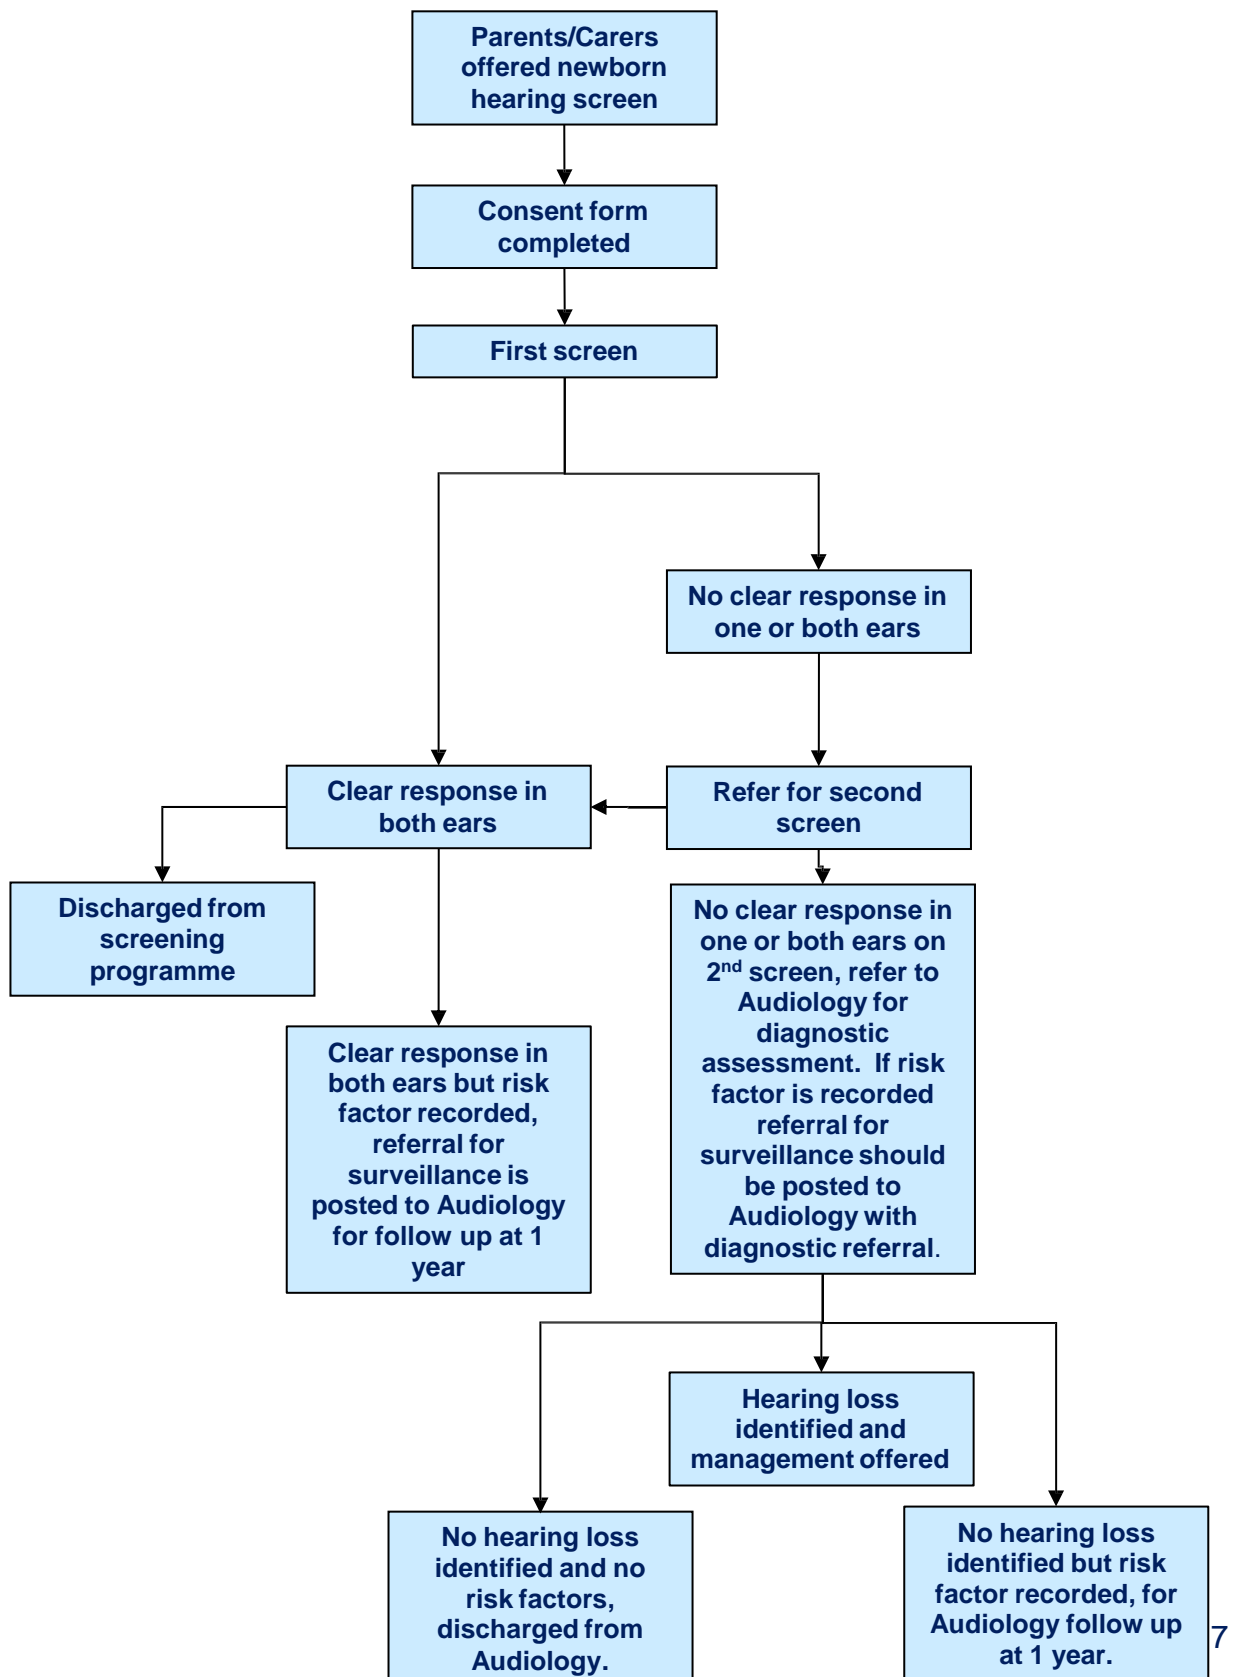 Parents/Carers
offered newborn
hearing screen
Consent form
completed
First screen
No clear response in
one or both ears
Clear response in
both ears
Refer for second
screen
Discharged from
screening
programme
No clear response in
one or both ears on
2nd screen, refer to
Audiology for
diagnostic
assessment.  If risk
factor is recorded
referral for
surveillance should
be posted to
Audiology with
diagnostic referral.
Clear response in
both ears but risk
factor recorded,
referral for
surveillance is
posted to Audiology
for follow up at 1
year
Hearing loss
identified and
management offered
No hearing loss
identified and no
risk factors,
discharged from
Audiology.
No hearing loss
identified but risk
factor recorded, for
Audiology follow up
at 1 year.
7